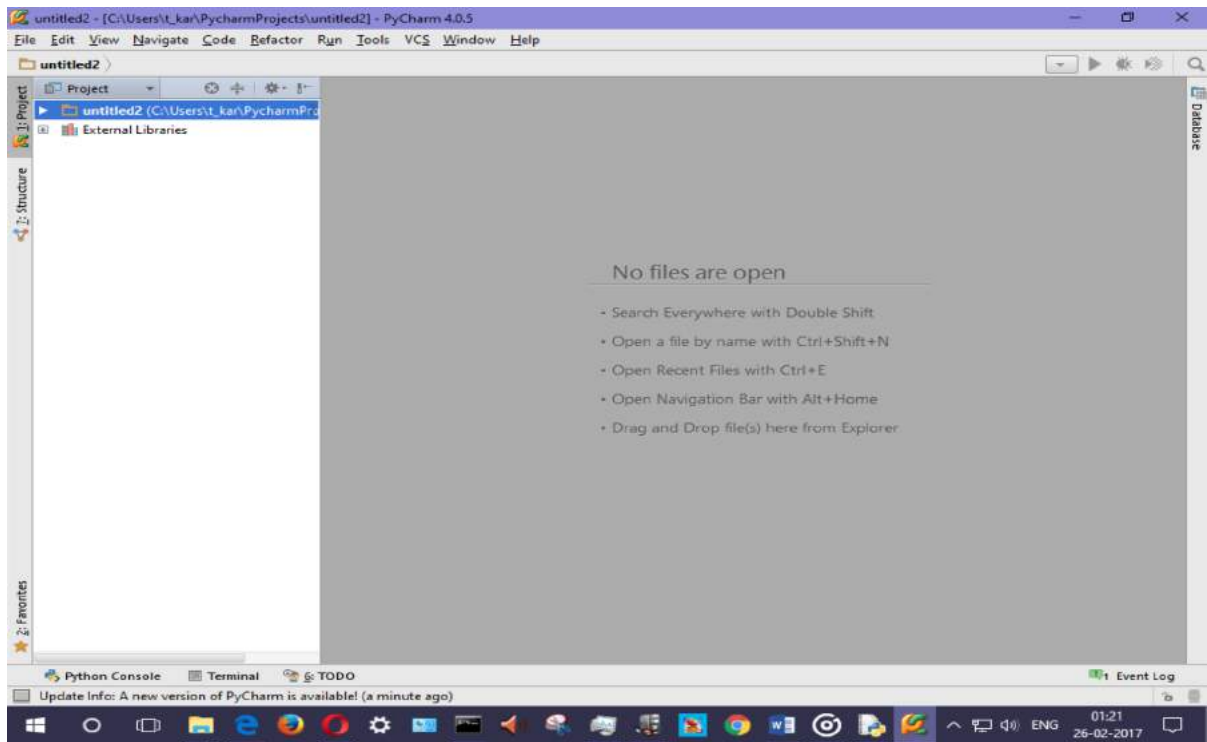 untitled2 - [C:\Users\t_kar\PycharmProjects\untitled2] - PyCharm 4.0.5
File Edit View Navigate Code Refactor Run Tools VCS Window Help
untitled2
Project
untitled2 (C:\Users\t_kar\PycharmPro
External Libraries
1: Project
7: Structure
2: Favorites
Database
No files are open
• Search Everywhere with Double Shift
• Open a file by name with Ctrl+Shift+N
• Open Recent Files with Ctrl+E
• Open Navigation Bar with Alt+Home
• Drag and Drop file(s) here from Explorer
Python Console Terminal 6: TODO
1 Event Log
Update Info: A new version of PyCharm is available! (a minute ago)
ENG
01:21
26-02-2017